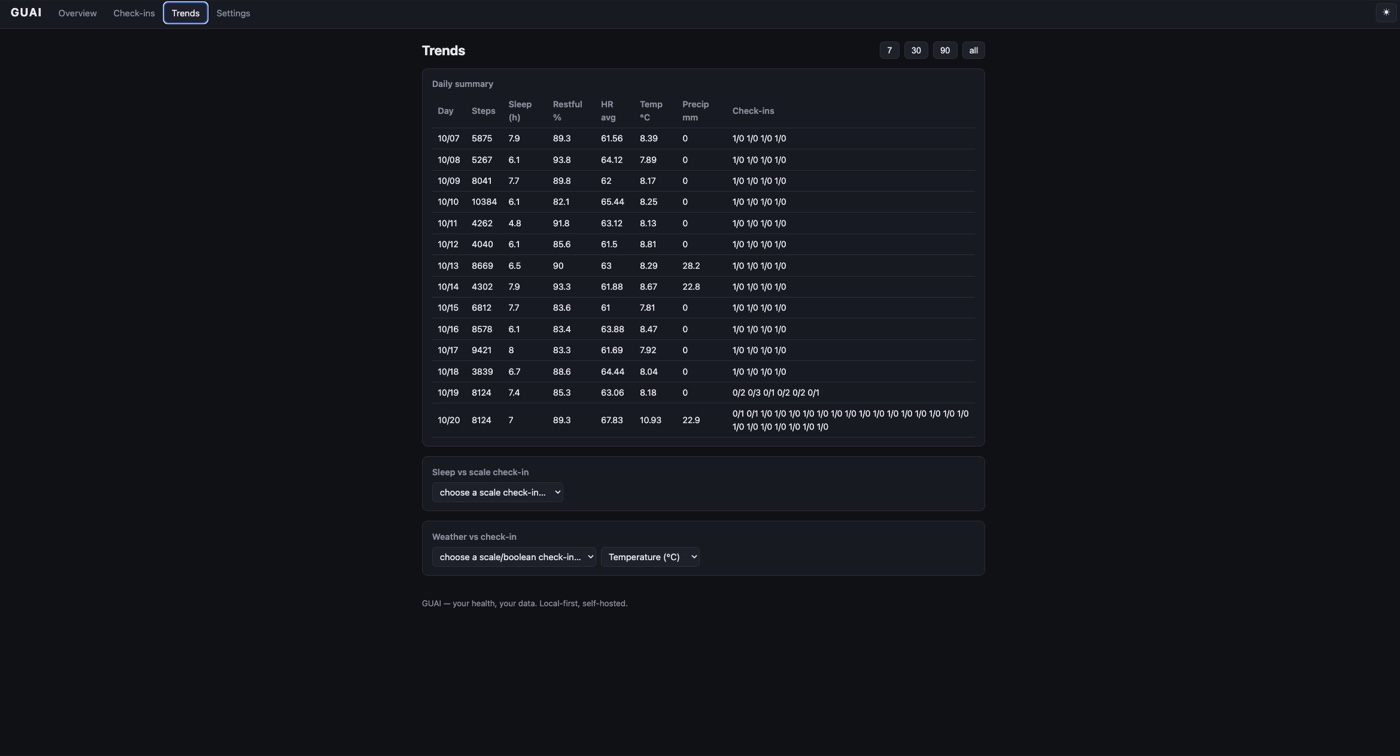 GUAI Overview Check-ins Trends Settings
Trends 7 30 90 all
Daily summary
Day Steps Sleep (h) Restful % HR avg Temp °C Precip mm Check-ins
10/07 5875 7.9 89.3 61.56 8.39 0 1/0 1/0 1/0 1/0
10/08 5267 6.1 93.8 64.12 7.89 0 1/0 1/0 1/0 1/0
10/09 8041 7.7 89.8 62 8.17 0 1/0 1/0 1/0 1/0
10/10 10384 6.1 82.1 65.44 8.25 0 1/0 1/0 1/0 1/0
10/11 4262 4.8 91.8 63.12 8.13 0 1/0 1/0 1/0 1/0
10/12 4040 6.1 85.6 61.5 8.81 0 1/0 1/0 1/0 1/0
10/13 8669 6.5 90 63 8.29 28.2 1/0 1/0 1/0 1/0
10/14 4302 7.9 93.3 61.88 8.67 22.8 1/0 1/0 1/0 1/0
10/15 6812 7.7 83.6 61 7.81 0 1/0 1/0 1/0 1/0
10/16 8578 6.1 83.4 63.88 8.47 0 1/0 1/0 1/0 1/0
10/17 9421 8 83.3 61.69 7.92 0 1/0 1/0 1/0 1/0
10/18 3839 6.7 88.6 64.44 8.04 0 1/0 1/0 1/0 1/0
10/19 8124 7.4 85.3 63.06 8.18 0 0/2 0/3 0/1 0/2 0/2 0/1
10/20 8124 7 89.3 67.83 10.93 22.9 0/1 0/1 1/0 1/0 1/0 1/0 1/0 1/0 1/0 1/0 1/0 1/0 1/0 1/0 1/0 1/0 1/0
1/0 1/0 1/0 1/0 1/0 1/0 1/0
Sleep vs scale check-in
choose a scale check-in...
Weather vs check-in
choose a scale/boolean check-in... Temperature (°C)
GUAI — your health, your data. Local-first, self-hosted.